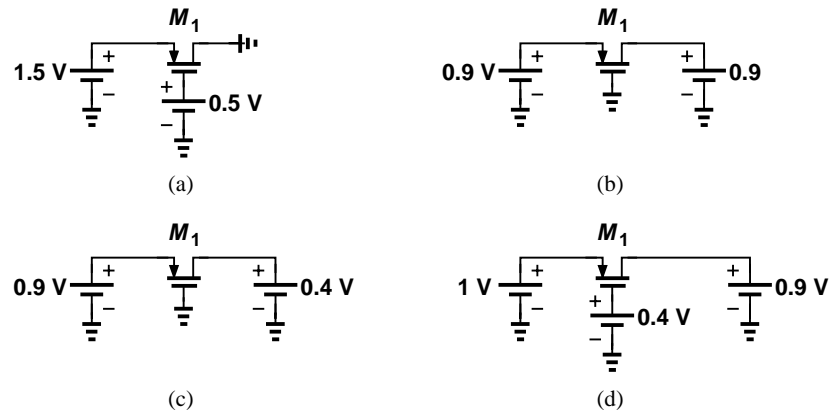 M1
1.5 V
+
−
+
0.5 V
−
(a)
M1
0.9 V
+
−
+
0.9
−
(b)
M1
0.9 V
+
−
+
0.4 V
−
(c)
M1
1 V
+
−
+
0.4 V
−
+
0.9 V
−
(d)